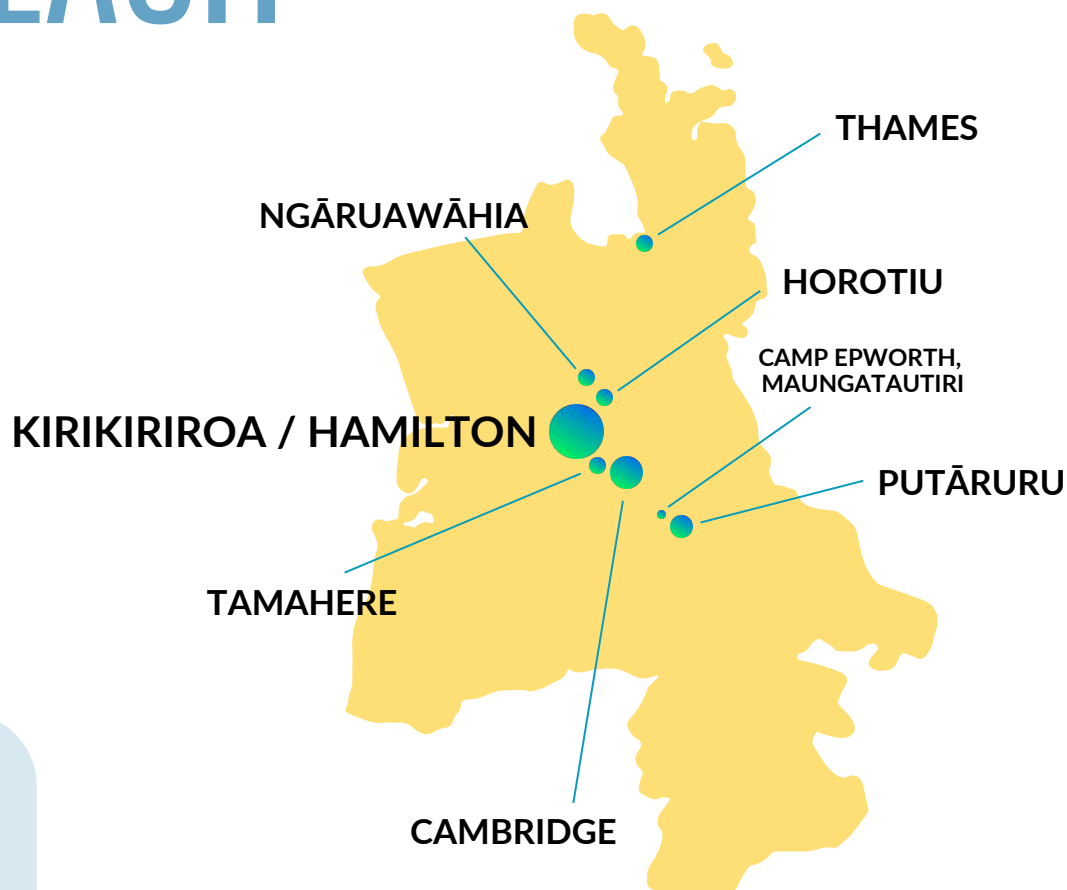 THAMES
NGĀRUAWĀHIA
HOROTIU
CAMP EPWORTH,
MAUNGATAUTIRI
KIRIKIRIROA / HAMILTON
PUTĀRURU
TAMAHERE
CAMBRIDGE